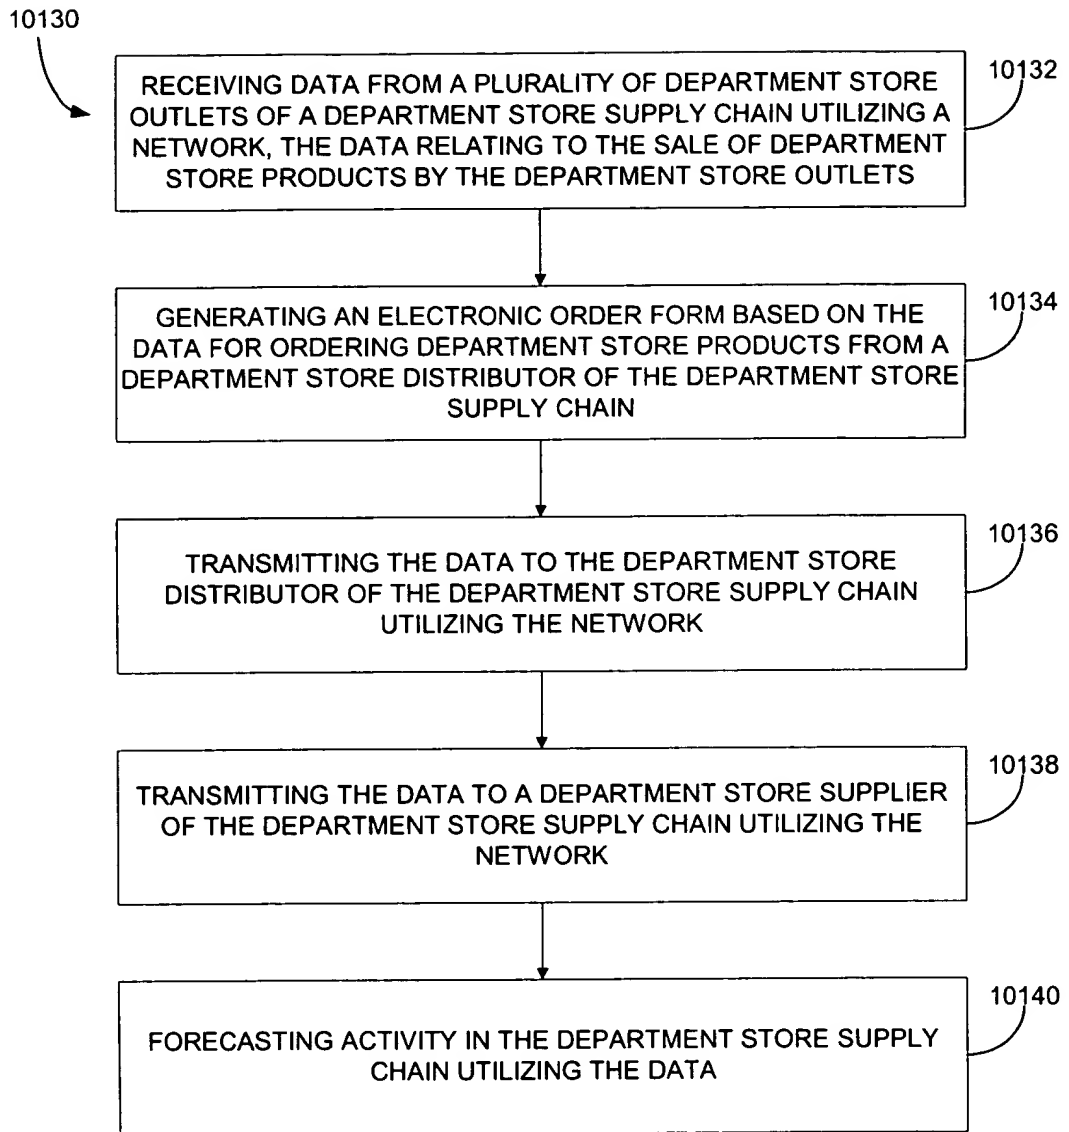 10130
10132
RECEIVING DATA FROM A PLURALITY OF DEPARTMENT STORE
OUTLETS OF A DEPARTMENT STORE SUPPLY CHAIN UTILIZING A
NETWORK, THE DATA RELATING TO THE SALE OF DEPARTMENT
STORE PRODUCTS BY THE DEPARTMENT STORE OUTLETS
10134
GENERATING AN ELECTRONIC ORDER FORM BASED ON THE
DATA FOR ORDERING DEPARTMENT STORE PRODUCTS FROM A
DEPARTMENT STORE DISTRIBUTOR OF THE DEPARTMENT STORE
SUPPLY CHAIN
10136
TRANSMITTING THE DATA TO THE DEPARTMENT STORE
DISTRIBUTOR OF THE DEPARTMENT STORE SUPPLY CHAIN
UTILIZING THE NETWORK
10138
TRANSMITTING THE DATA TO A DEPARTMENT STORE SUPPLIER
OF THE DEPARTMENT STORE SUPPLY CHAIN UTILIZING THE
NETWORK
10140
FORECASTING ACTIVITY IN THE DEPARTMENT STORE SUPPLY
CHAIN UTILIZING THE DATA